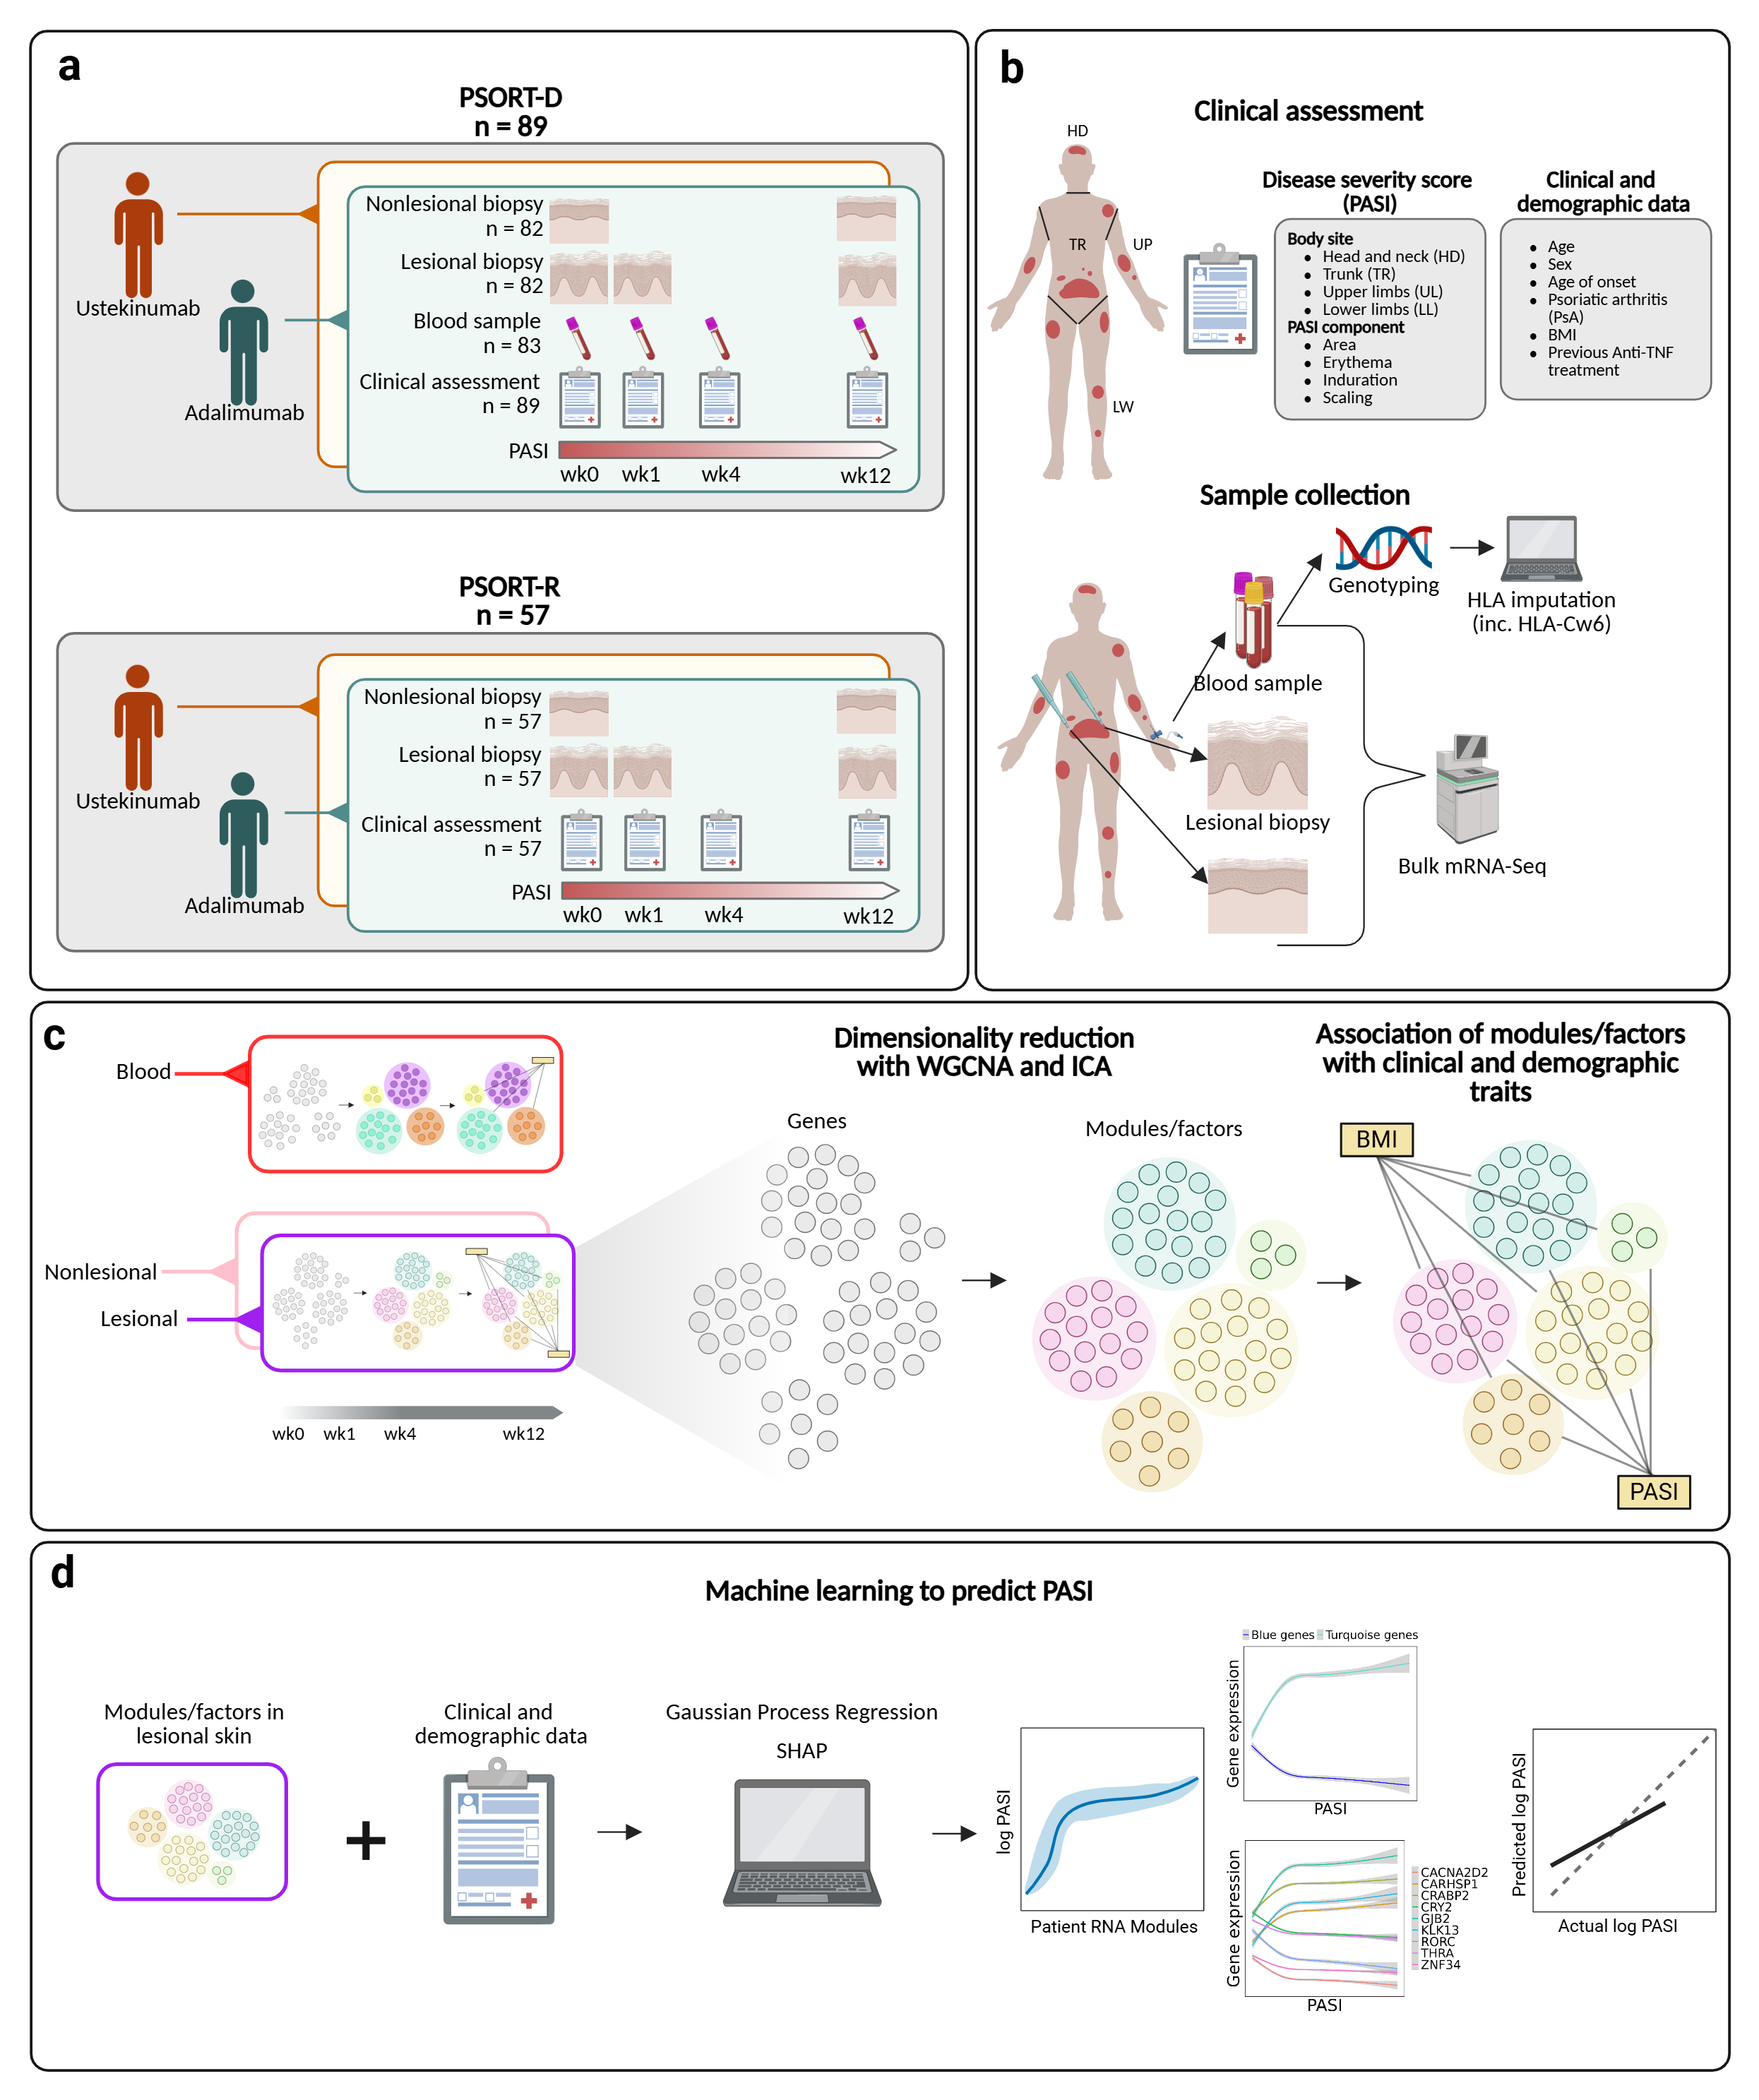 a
PSORT-D
n = 89
Ustekinumab
Adalimumab
Nonlesional biopsy
n = 82
Lesional biopsy
n = 82
Blood sample
n = 83
Clinical assessment
n = 89
PASI
wk0 wk1 wk4 wk12
PSORT-R
n = 57
Ustekinumab
Adalimumab
Nonlesional biopsy
n = 57
Lesional biopsy
n = 57
Clinical assessment
n = 57
PASI
wk0 wk1 wk4 wk12
b
Clinical assessment
HD
TR
UP
LW
Disease severity score
(PASI)
Body site
• Head and neck (HD)
• Trunk (TR)
• Upper limbs (UL)
• Lower limbs (LL)
PASI component
• Area
• Erythema
• Induration
• Scaling
Clinical and
demographic data
• Age
• Sex
• Age of onset
• Psoriatic arthritis
(PsA)
• BMI
• Previous Anti-TNF
treatment
Sample collection
Genotyping
HLA imputation
(inc. HLA-Cw6)
Blood sample
Lesional biopsy
Bulk mRNA-Seq
c
Blood
Nonlesional
Lesional
wk0 wk1 wk4 wk12
Dimensionality reduction
with WGCNA and ICA
Genes
Modules/factors
Association of modules/factors
with clinical and demographic
traits
BMI
PASI
d
Machine learning to predict PASI
Modules/factors in
lesional skin
+
Clinical and
demographic data
Gaussian Process Regression
SHAP
log PASI
Patient RNA Modules
Blue genes Turquoise genes
Gene expression
PASI
Gene expression
PASI
CACNA2D2
CARHSP1
CRABP2
CRY2
GJB2
KLK13
RORC
THRA
ZNF34
Predicted log PASI
Actual log PASI